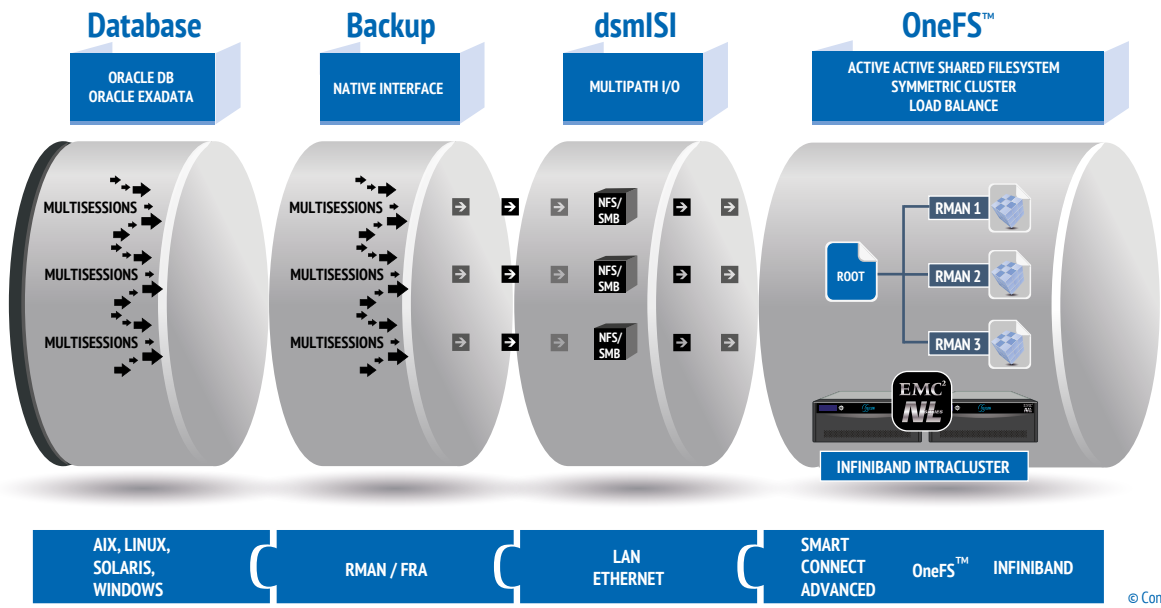 Database
Backup
dsmISI
OneFS™
ORACLE DB
ORACLE EXADATA
NATIVE INTERFACE
MULTIPATH I/O
ACTIVE ACTIVE SHARED FILESYSTEM
SYMMETRIC CLUSTER
LOAD BALANCE
MULTISESSIONS
MULTISESSIONS
MULTISESSIONS
MULTISESSIONS
MULTISESSIONS
MULTISESSIONS
NFS/
SMB
NFS/
SMB
NFS/
SMB
ROOT
RMAN 1
RMAN 2
RMAN 3
EMC²
NL
INFINIBAND INTRACLUSTER
AIX, LINUX,
SOLARIS,
WINDOWS
RMAN / FRA
LAN
ETHERNET
SMART
CONNECT
ADVANCED
OneFS™
INFINIBAND
© Con